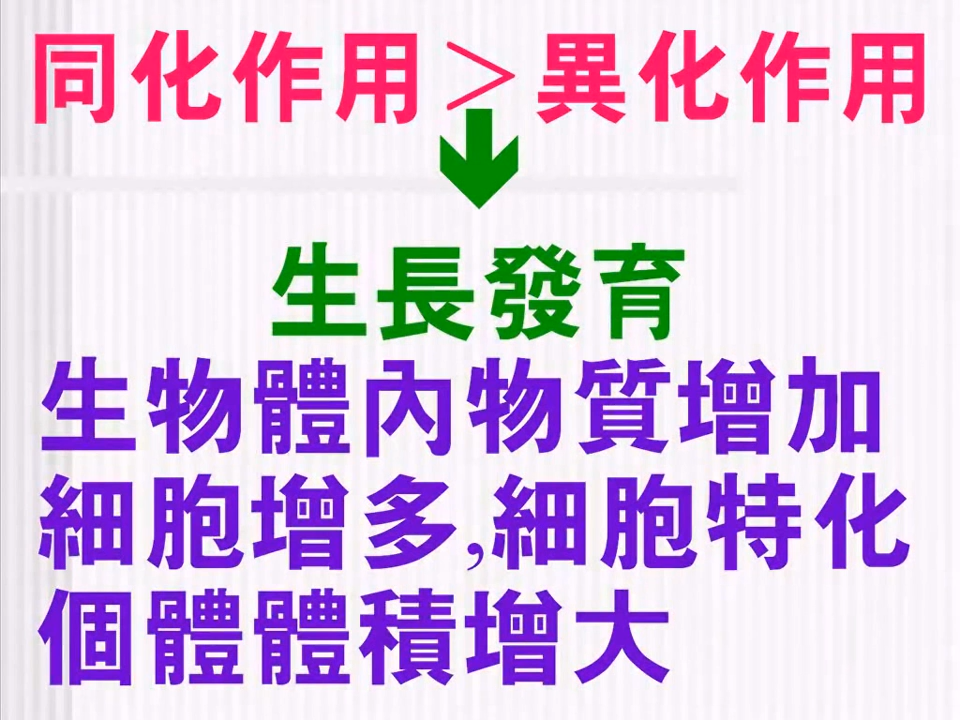 同化作用＞異化作用
生長發育
生物體內物質增加
細胞增多,細胞特化
個體體積增大